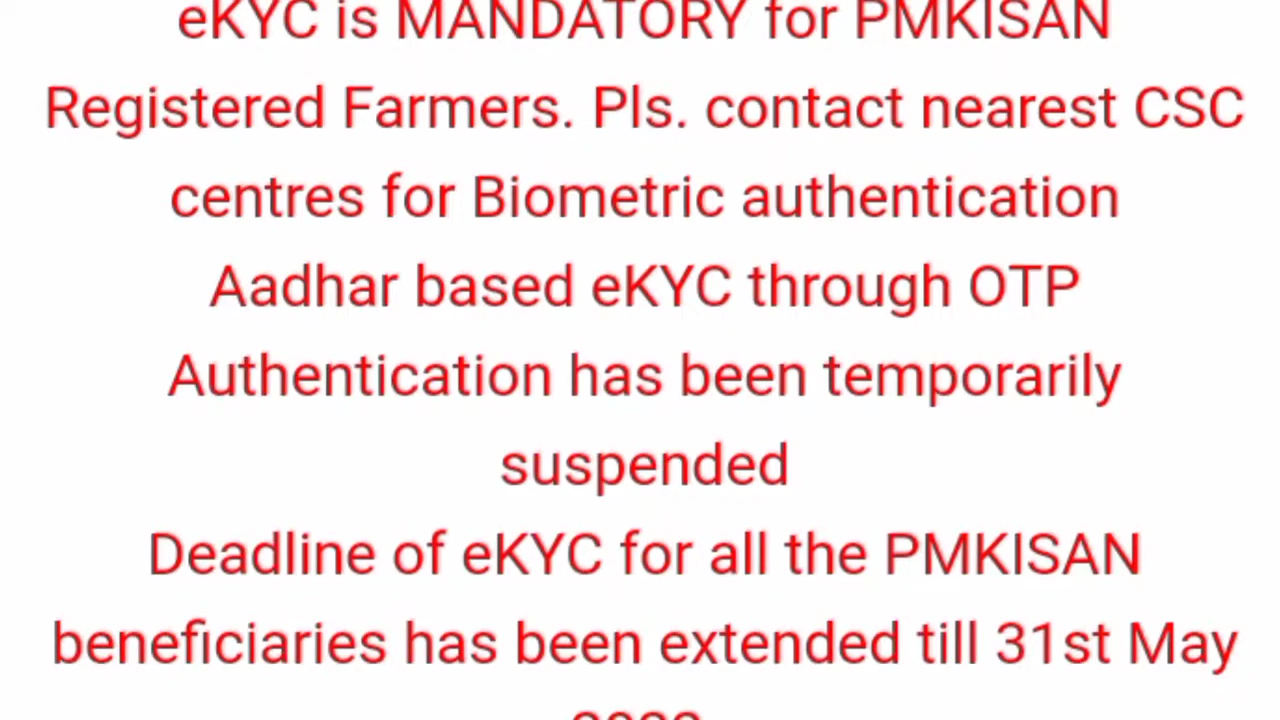 eKYC is MANDATORY for PMKISAN
Registered Farmers. Pls. contact nearest CSC
centres for Biometric authentication
Aadhar based eKYC through OTP
Authentication has been temporarily
suspended
Deadline of eKYC for all the PMKISAN
beneficiaries has been extended till 31st May